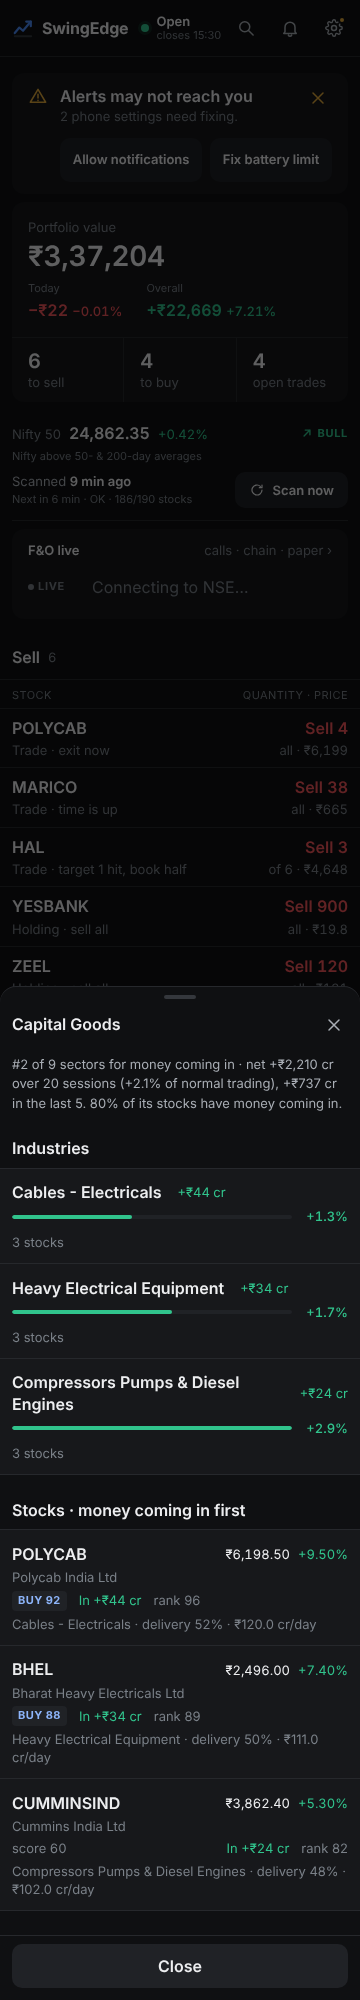 SwingEdge
Open
closes 15:30
Alerts may not reach you
2 phone settings need fixing.
Allow notifications
Fix battery limit
Portfolio value
₹3,37,204
Today
Overall
−₹22 −0.01%
+₹22,669 +7.21%
6
4
4
to sell
to buy
open trades
Nifty 50 24,862.35 +0.42%
↗ BULL
Nifty above 50- & 200-day averages
Scanned 9 min ago
Next in 6 min · OK · 186/190 stocks
Scan now
F&O live
calls · chain · paper ›
LIVE
Connecting to NSE...
Sell 6
STOCK
QUANTITY · PRICE
POLYCAB
Sell 4
Trade · exit now
all · ₹6,199
MARICO
Sell 38
Trade · time is up
all · ₹665
HAL
Sell 3
Trade · target 1 hit, book half
of 6 · ₹4,648
YESBANK
Sell 900
Holding · sell all
all · ₹19.8
ZEEL
Sell 120
Capital Goods
#2 of 9 sectors for money coming in · net +₹2,210 cr
over 20 sessions (+2.1% of normal trading), +₹737 cr
in the last 5. 80% of its stocks have money coming in.
Industries
Cables - Electricals +₹44 cr
+1.3%
3 stocks
Heavy Electrical Equipment +₹34 cr
+1.7%
3 stocks
Compressors Pumps & Diesel
Engines
+₹24 cr
+2.9%
3 stocks
Stocks · money coming in first
POLYCAB
₹6,198.50 +9.50%
Polycab India Ltd
BUY 92 In +₹44 cr rank 96
Cables - Electricals · delivery 52% · ₹120.0 cr/day
BHEL
₹2,496.00 +7.40%
Bharat Heavy Electricals Ltd
BUY 88 In +₹34 cr rank 89
Heavy Electrical Equipment · delivery 50% · ₹111.0
cr/day
CUMMINSIND
₹3,862.40 +5.30%
Cummins India Ltd
score 60
In +₹24 cr rank 82
Compressors Pumps & Diesel Engines · delivery 48% ·
₹102.0 cr/day
Close